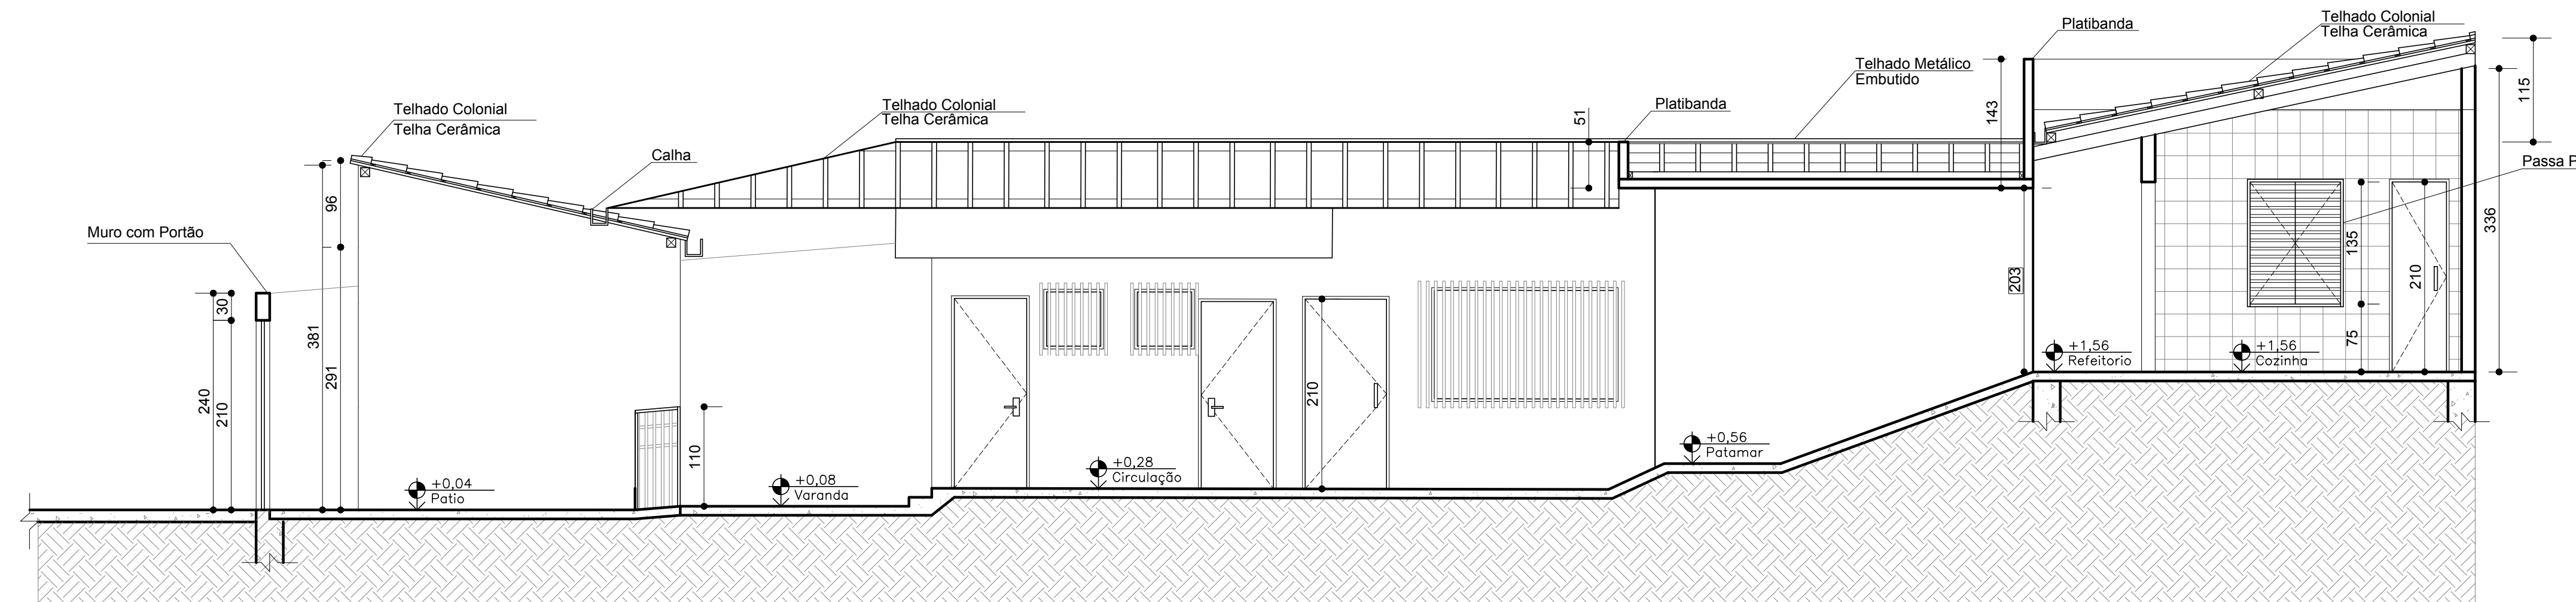 Platibanda
Telhado Colonial
Telha Cerâmica
Telhado Metálico
Embutido
Platibanda
Telhado Colonial
Telha Cerâmica
Telhado Colonial
Telha Cerâmica
Calha
Muro com Portão
Passa P
115
143
51
336
96
381
291
30
240
210
110
210
203
135
75
210
+0,04
Patio
+0,08
Varanda
+0,28
Circulação
+0,56
Patamar
+1,56
Refeitorio
+1,56
Cozinha